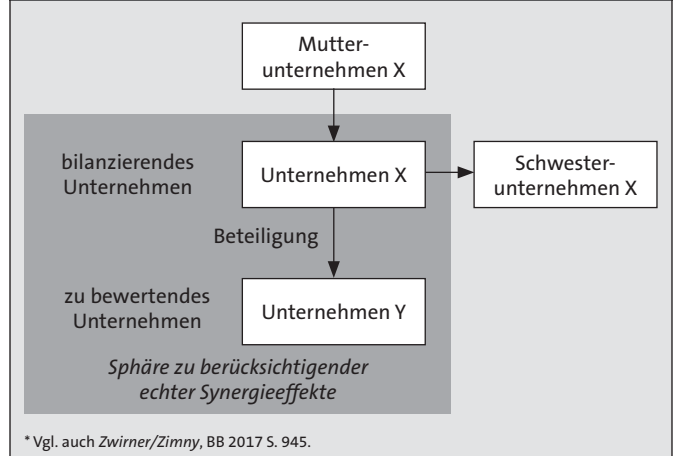 Mutter-
unternehmen X
bilanzierendes
Unternehmen
Unternehmen X
Schwester-
unternehmen X
Beteiligung
zu bewertendes
Unternehmen
Unternehmen Y
Sphäre zu berücksichtigender
echter Synergieeffekte
* Vgl. auch Zwirner/Zimny, BB 2017 S. 945.